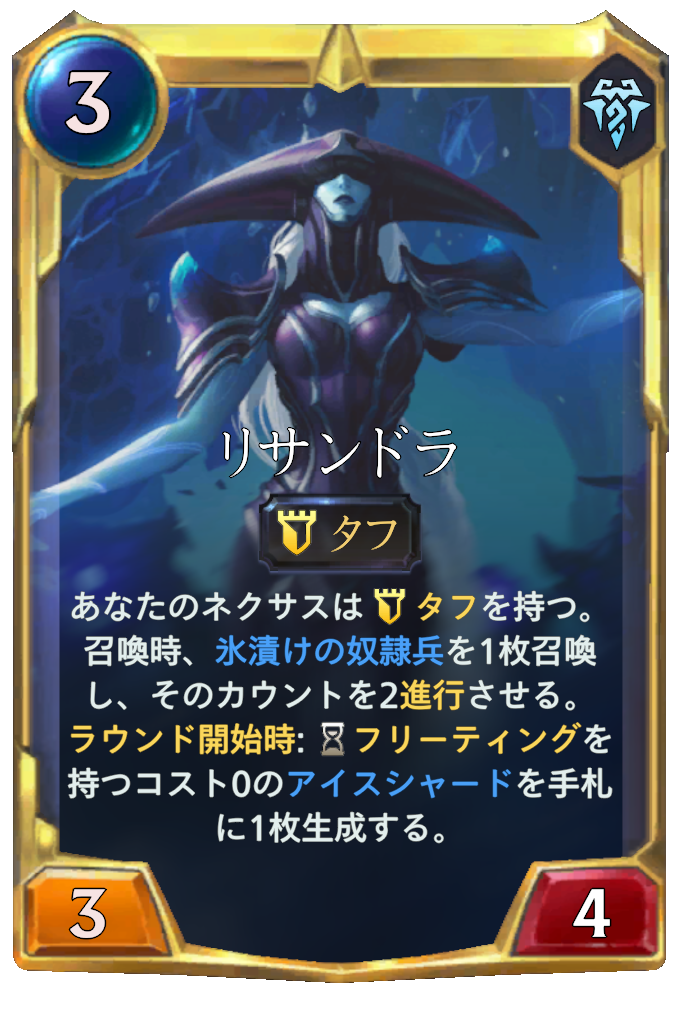 3
リサンドラ
タフ
あなたのネクサスは タフを持つ。
召喚時、氷漬けの奴隷兵を1枚召喚
し、そのカウントを2進行させる。
ラウンド開始時: フリーティングを
持つコスト0のアイスシャードを手札
に1枚生成する。
3
4